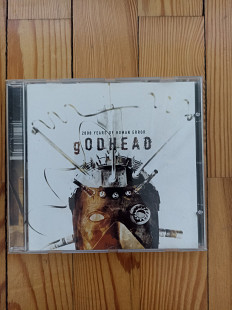 2000 YEARS OF HUMAN ERROR
gODHEAD